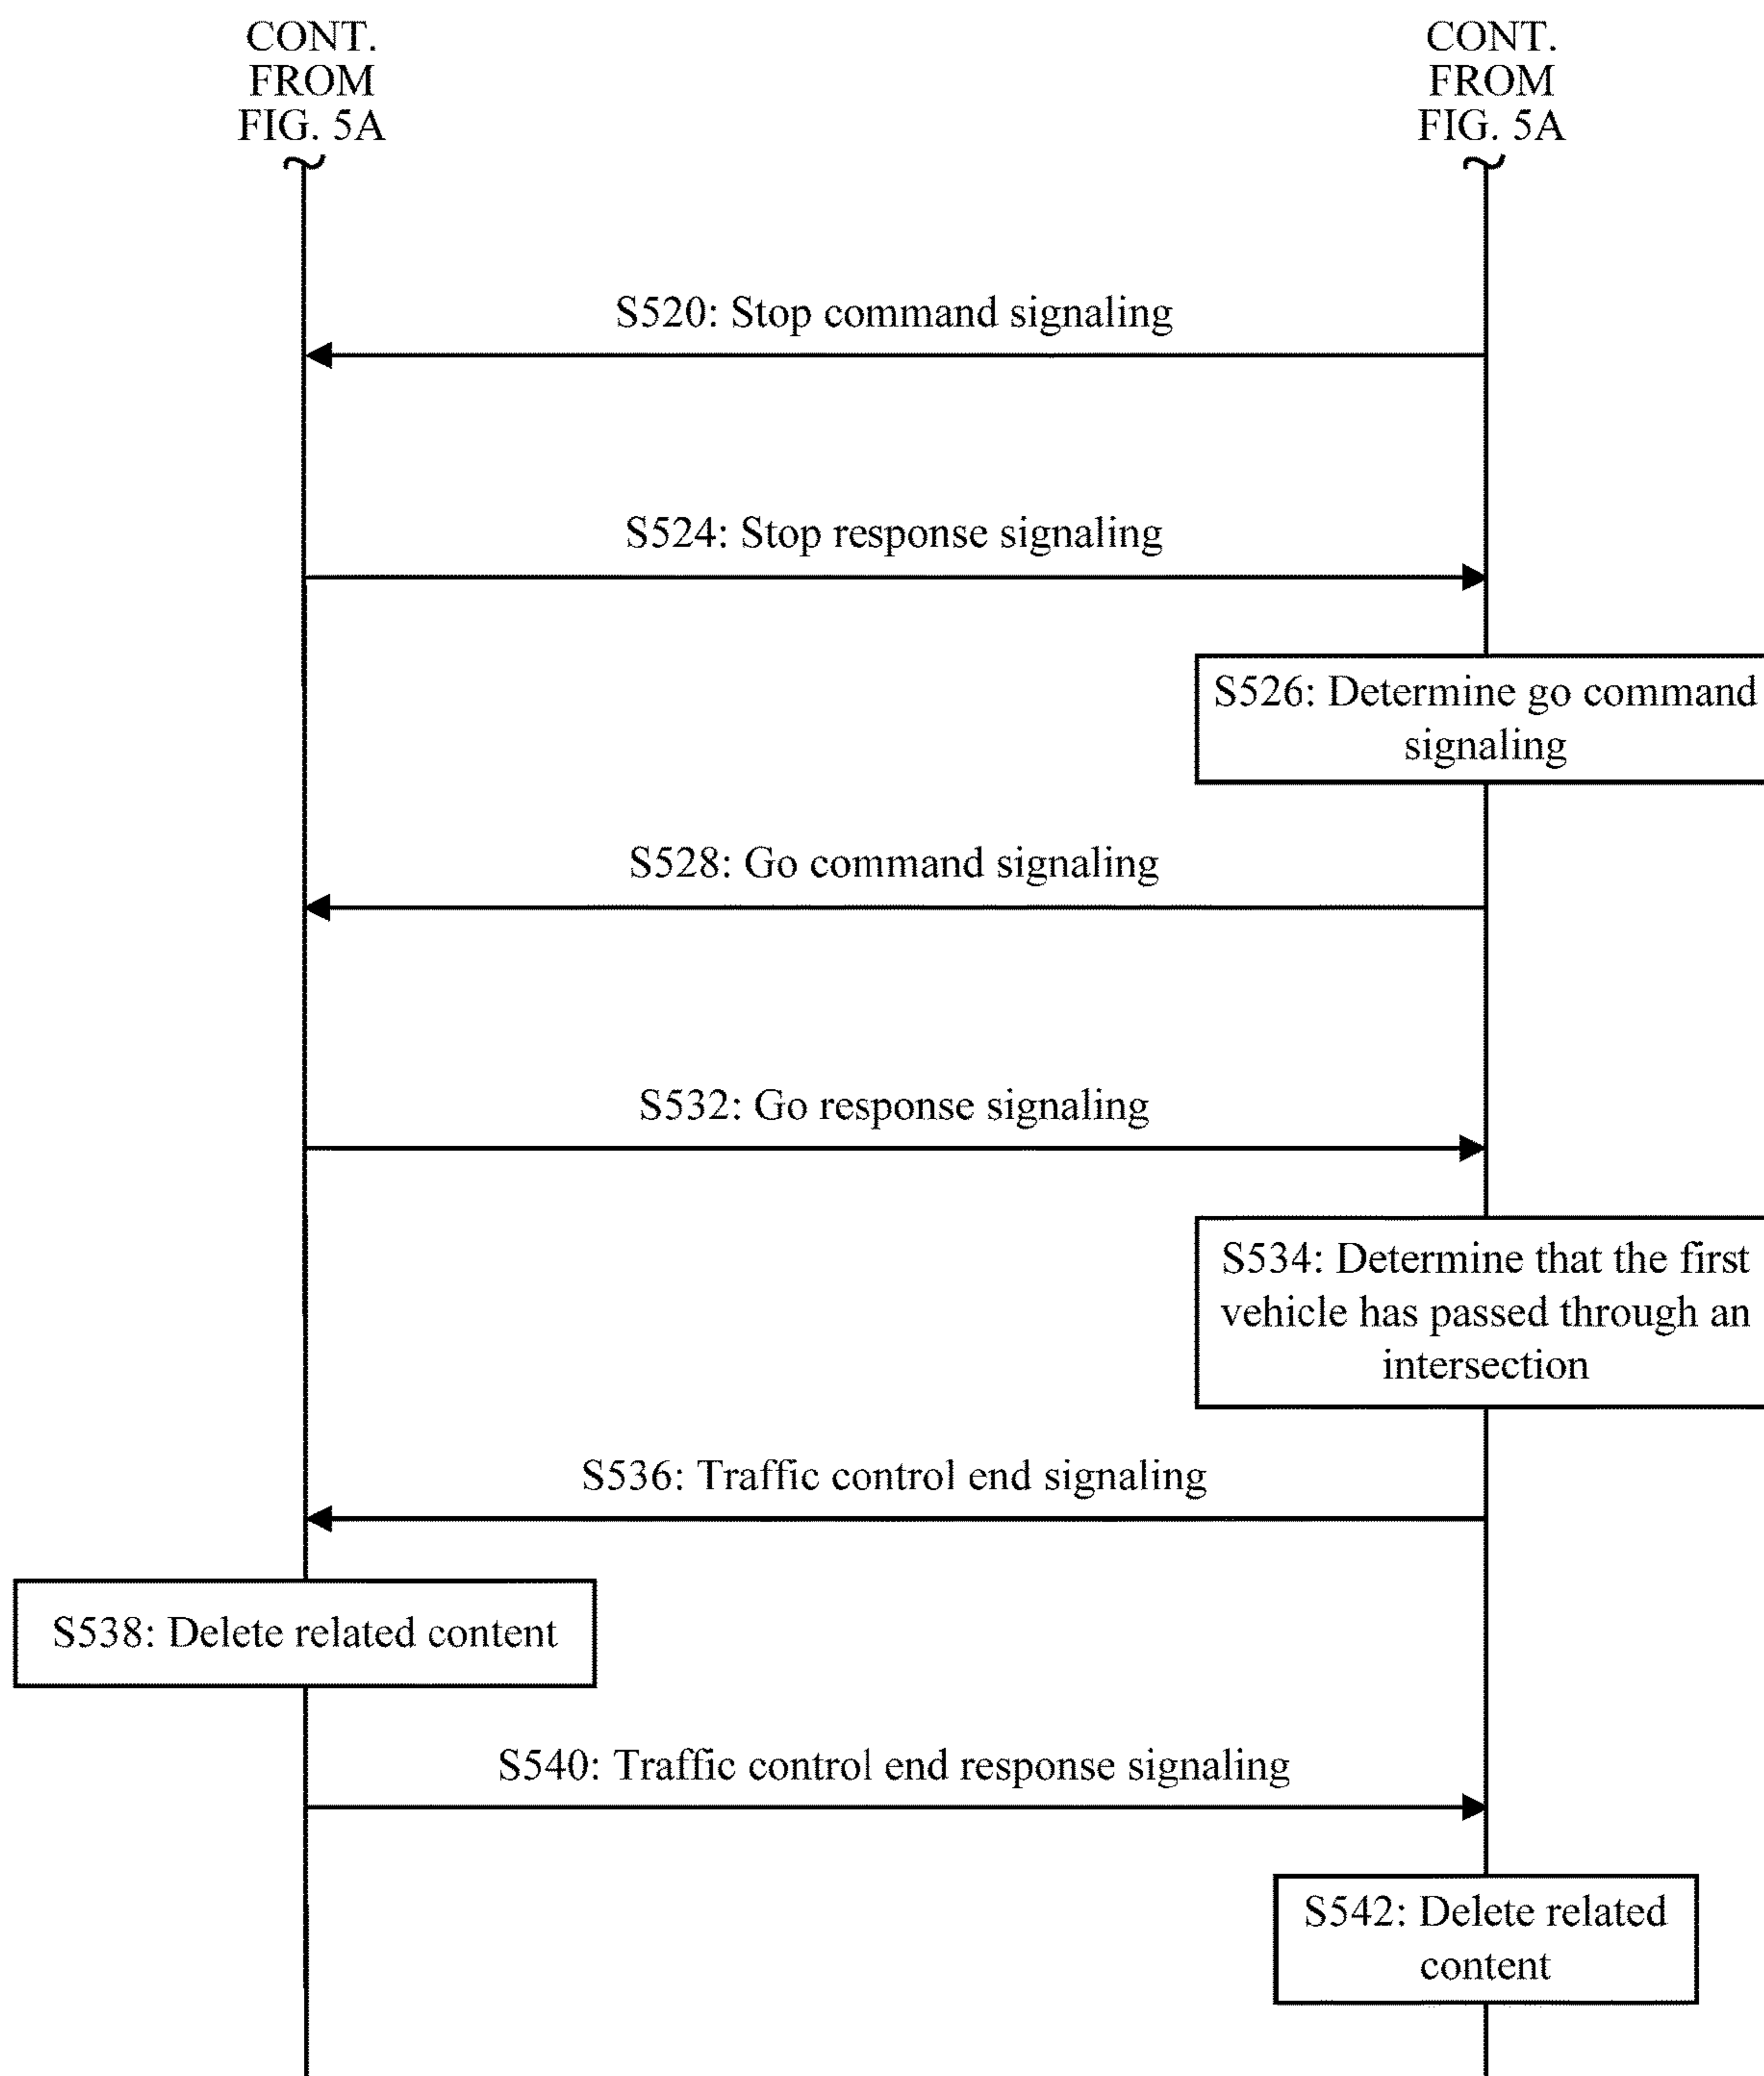 CONT.
FROM
FIG. 5A
CONT.
FROM
FIG. 5A
S520: Stop command signaling
S524: Stop response signaling
S526: Determine go command
signaling
S528: Go command signaling
S532: Go response signaling
S534: Determine that the first
vehicle has passed through an
intersection
S536: Traffic control end signaling
S538: Delete related content
S540: Traffic control end response signaling
S542: Delete related
content